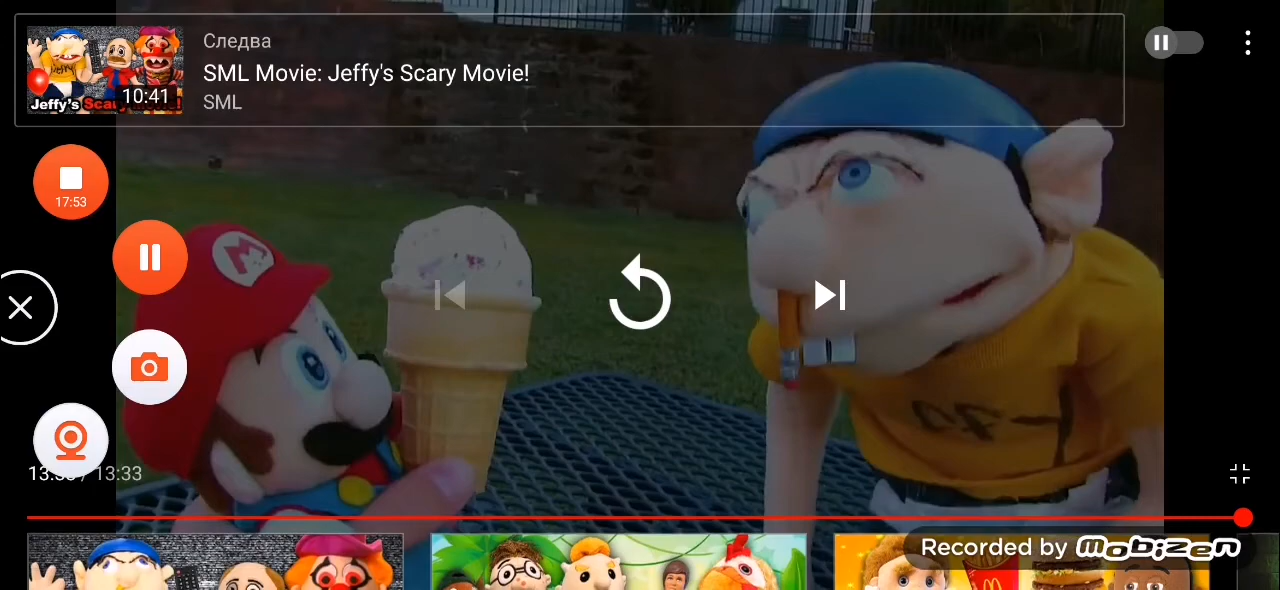 Следва
SML Movie: Jeffy's Scary Movie!
SML
10:41
Jeffy's
17:53
M
/ 13:33
Recorded by mobizen